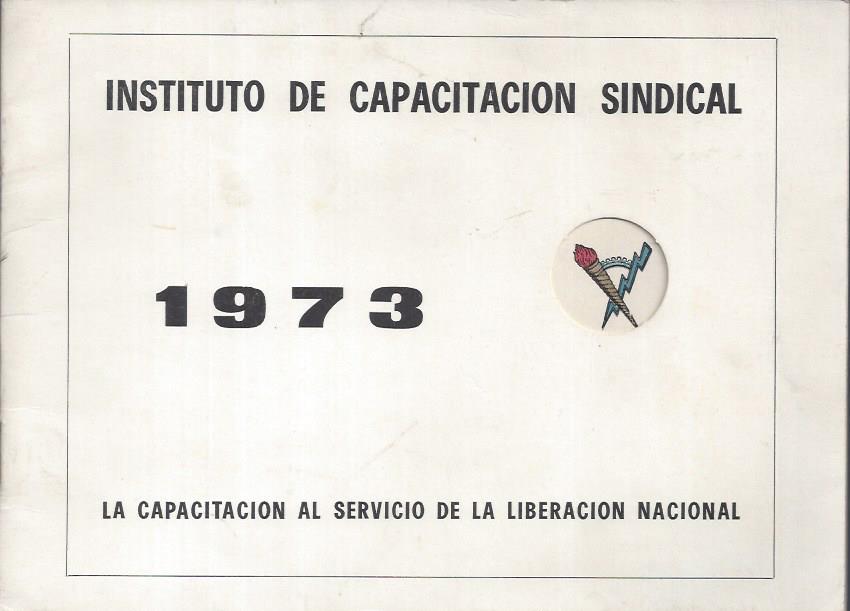 INSTITUTO DE CAPACITACION SINDICAL
1973
LA CAPACITACION AL SERVICIO DE LA LIBERACION NACIONAL